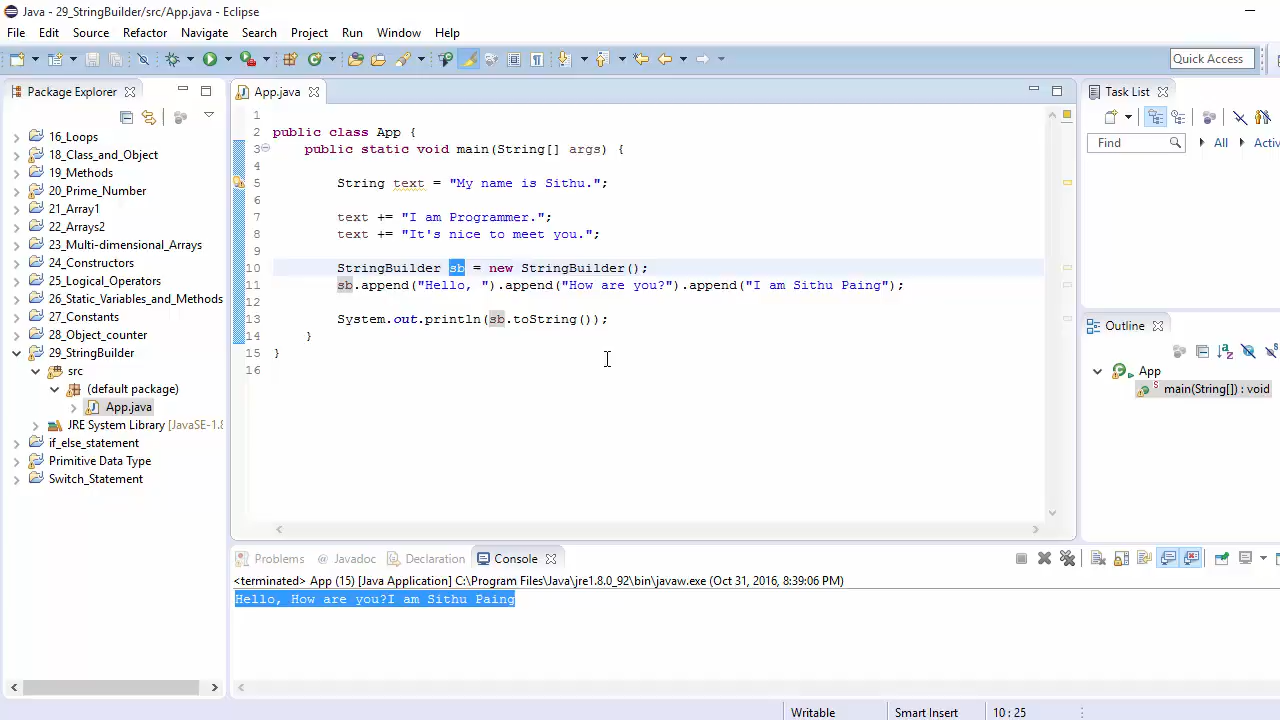 Java - 29_StringBuilder/src/App.java - Eclipse
File Edit Source Refactor Navigate Search Project Run Window Help
Quick Access
Package Explorer
16_Loops
18_Class_and_Object
19_Methods
20_Prime_Number
21_Array1
22_Arrays2
23_Multi-dimensional_Arrays
24_Constructors
25_Logical_Operators
26_Static_Variables_and_Methods
27_Constants
28_Object_counter
29_StringBuilder
src
(default package)
App.java
JRE System Library [JavaSE-1.8
if_else_statement
Primitive Data Type
Switch_Statement
App.java
1
2 public class App {
3 public static void main(String[] args) {
4
5 String text = "My name is Sithu.";
6
7 text += "I am Programmer.";
8 text += "It's nice to meet you.";
9
10 StringBuilder sb = new StringBuilder();
11 sb.append("Hello, ").append("How are you?").append("I am Sithu Paing");
12
13 System.out.println(sb.toString());
14 }
15 }
16
Task List
Find All Activ
Outline
App
main(String[]) : void
Problems @ Javadoc Declaration Console
<terminated> App (15) [Java Application] C:\Program Files\Java\jre1.8.0_92\bin\javaw.exe (Oct 31, 2016, 8:39:06 PM)
Hello, How are you?I am Sithu Paing
Writable Smart Insert 10 : 25